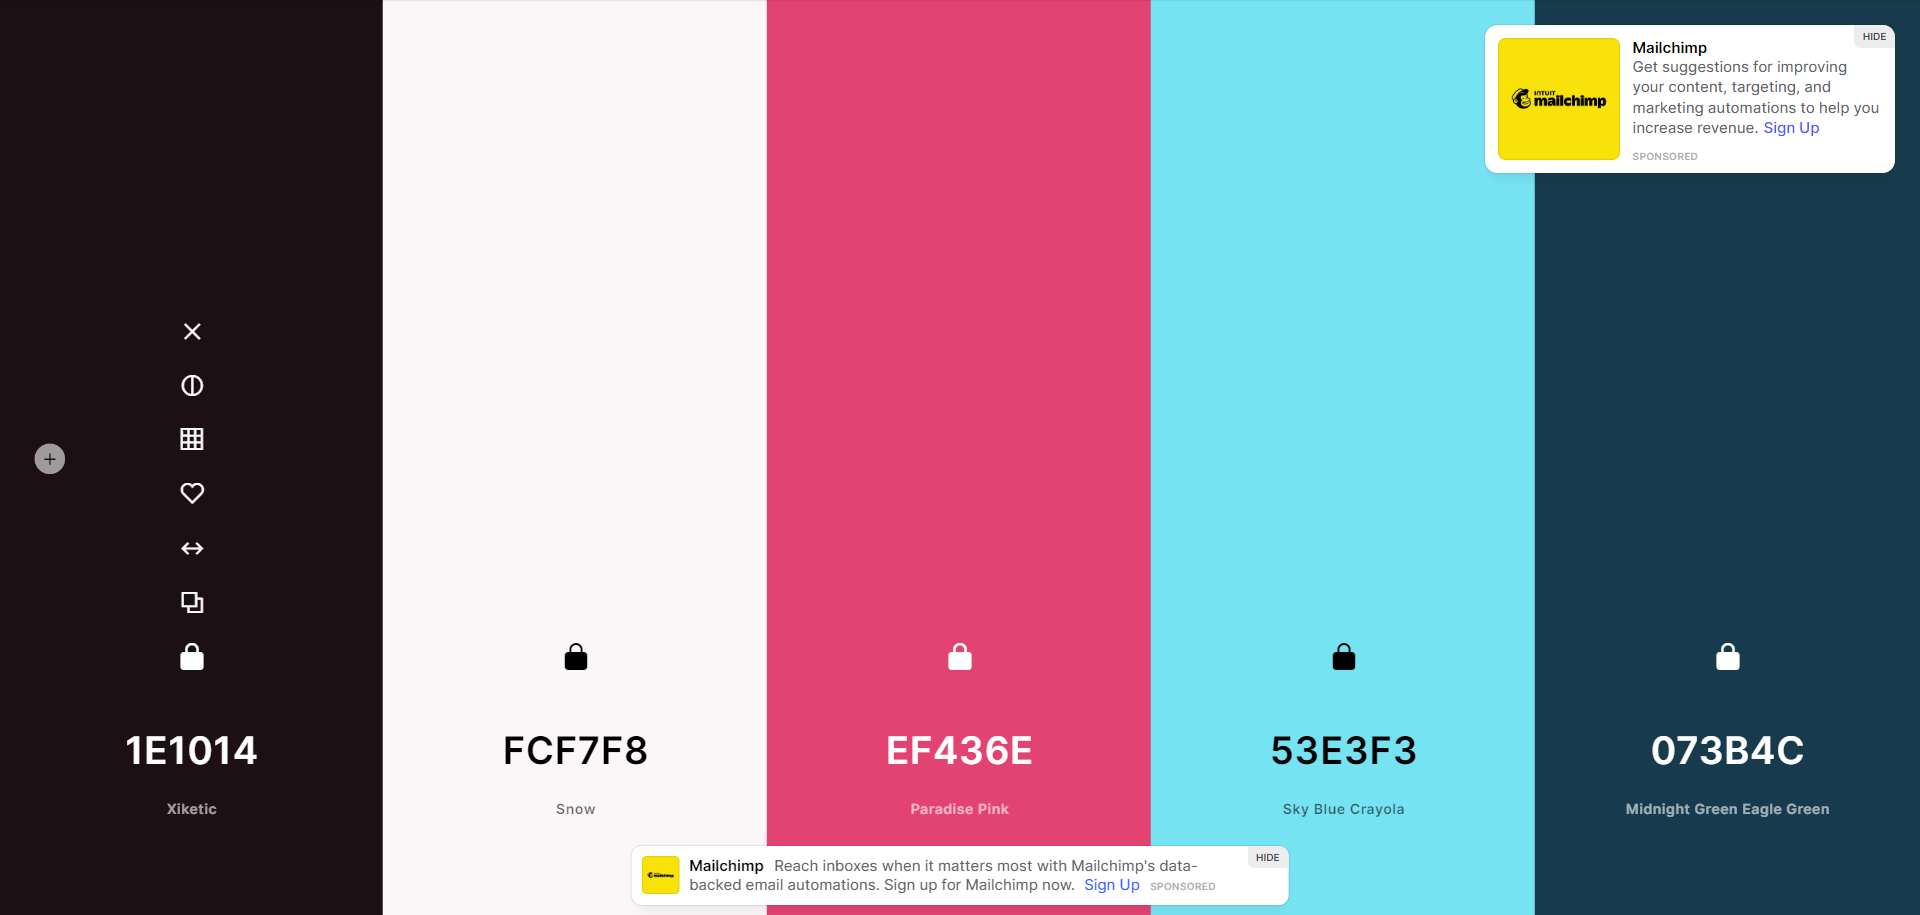 HIDE
Mailchimp
Get suggestions for improving
your content, targeting, and
marketing automations to help you
increase revenue. Sign Up
SPONSORED
INTUIT
mailchimp
1E1014
FCF7F8
EF436E
53E3F3
073B4C
Xiketic
Snow
Paradise Pink
Sky Blue Crayola
Midnight Green Eagle Green
HIDE
mailchimp
Mailchimp Reach inboxes when it matters most with Mailchimp's data-
backed email automations. Sign up for Mailchimp now. Sign Up SPONSORED